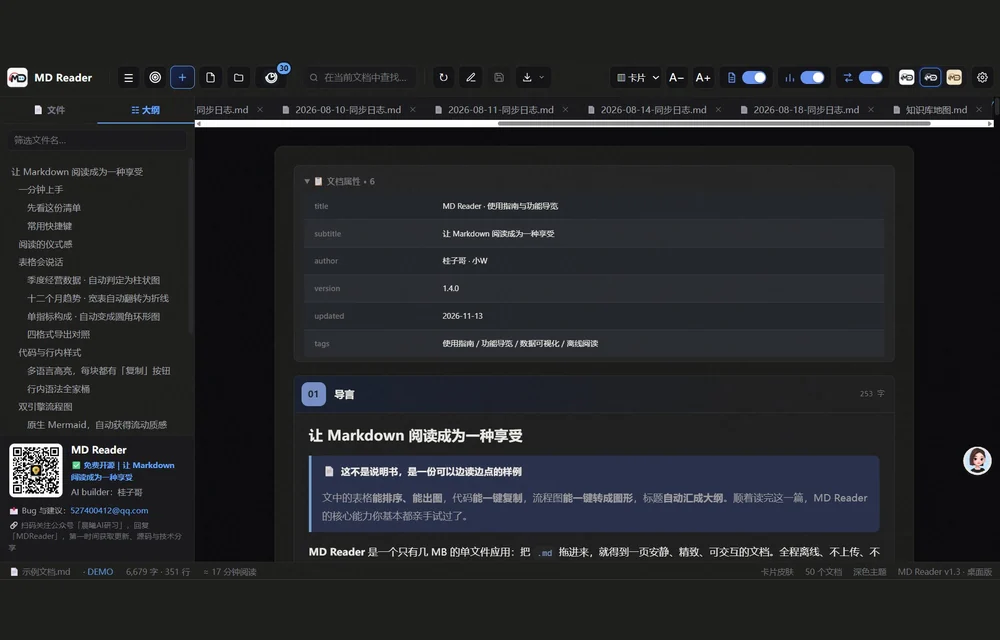 MD Reader
30
在当前文档中查找...
卡片
A−
A+
文件
大纲
同步日志.md
2026-08-10-同步日志.md
2026-08-11-同步日志.md
2026-08-14-同步日志.md
2026-08-18-同步日志.md
知识库地图.md
筛选文件名...
让 Markdown 阅读成为一种享受
一分钟上手
先看这份清单
常用快捷键
阅读的仪式感
表格会说话
季度经营数据 · 自动判定为柱状图
十二个月趋势 · 宽表自动翻转为折线
单指标构成 · 自动变成圆角环形图
四格式导出对照
代码与行内样式
多语言高亮，每块都有「复制」按钮
行内语法全家桶
双引擎流程图
原生 Mermaid，自动获得流动质感
MD Reader
免费开源 | 让 Markdown
阅读成为一种享受
AI builder：桂子哥
Bug 与建议：527400412@qq.com
扫码关注公众号「晨曦AI研习」，回复
「MDReader」，第一时间获取更新、源码与技术分
享
文档属性 • 6
title
MD Reader · 使用指南与功能导览
subtitle
让 Markdown 阅读成为一种享受
author
桂子哥 · 小W
version
1.4.0
updated
2026-11-13
tags
使用指南 / 功能导览 / 数据可视化 / 离线阅读
01
导言
253 字
让 Markdown 阅读成为一种享受
这不是说明书，是一份可以边读边点的样例
文中的表格能排序、能出图，代码能一键复制，流程图能一键转成图形，标题自动汇成大纲。顺着读完这一篇，MD Reader
的核心能力你基本都亲手试过了。
MD Reader 是一个只有几 MB 的单文件应用：把 .md 拖进来，就得到一页安静、精致、可交互的文档。全程离线、不上传、不
示例文档.md
· DEMO
6,679 字 · 351 行
≈ 17 分钟阅读
卡片皮肤
50 个文档
深色主题
MD Reader v1.3 · 桌面版